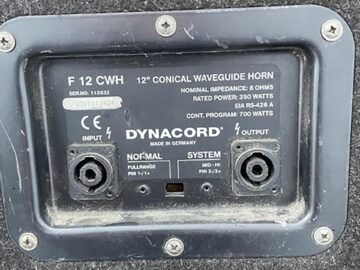 F 12 CWH 12" CONICAL WAVEGUIDE HORN
SERIAL NR. 112632
NOMINAL IMPEDANCE: 8 OHMS
RATED POWER: 350 WATTS
EIA RS-426 A
CONT. PROGRAM: 700 WATTS
CE
INPUT DYNACORD OUTPUT
MADE IN GERMANY
NORMAL SYSTEM
FULLRANGE MID - HI
PIN 1-/1+ PIN 2-/2+